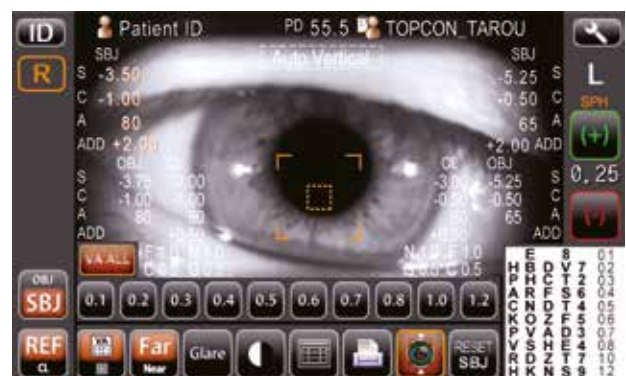 ID Patient ID PD 55.5 TOPCON_TAROU
Auto Vertical
R SBJ SBJ L
S -3.50 -5.25 S
C -1.00 -0.50 C SPH
A 80 65 A (+)
ADD +2.00 +2.00 ADD
OBJ CL OBJ 0.25
S -3.75 -5.25 S
C -1.00 -0.50 C
A 80 65 A (-)
ADD ADD
VA ALL
OBJ
SBJ
0.1 0.2 0.3 0.4 0.5 0.6 0.7 0.8 1.0 1.2
REF
CL
Far
Near
Glare
RESET
SBJ
E 8 01
H B D V 7 02
P H C T 2 03
A R F S 6 04
C N D T 4 05
K O Z F 5 06
P V A D 3 07
V S H E 4 08
R D Z T 7 10
H K N S 9 12